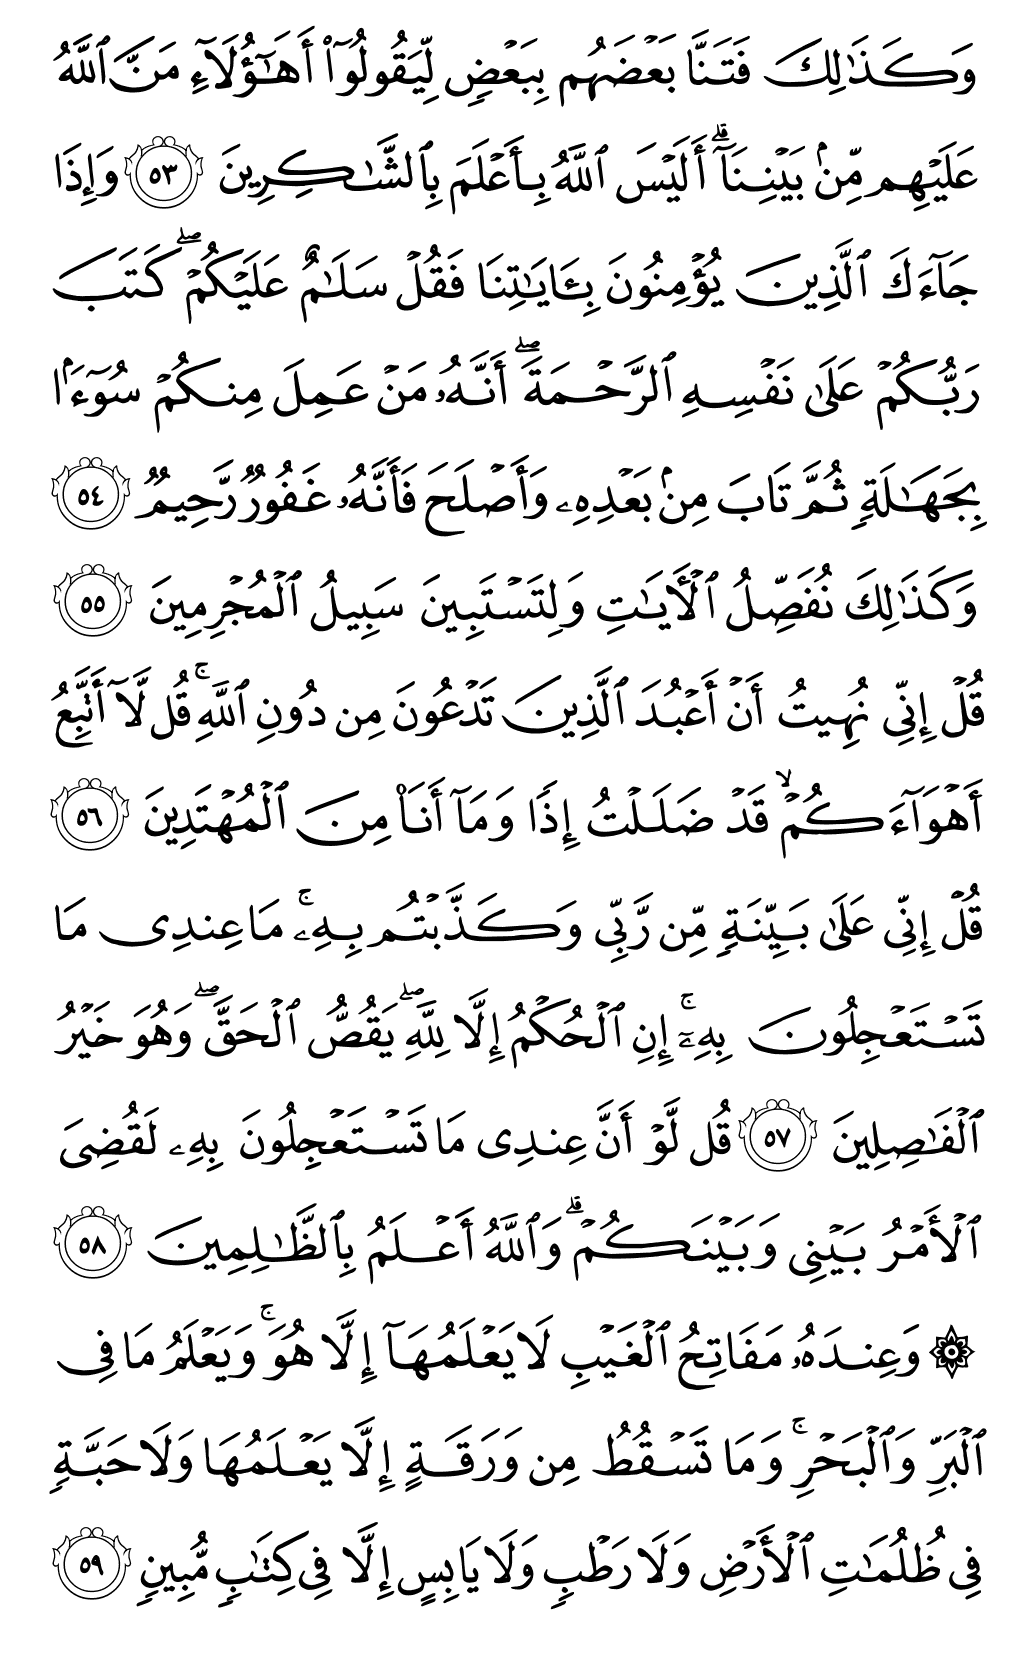 وَكَذَٰلِكَ فَتَنَّا بَعْضَهُم بِبَعْضٍ لِّيَقُولُوٓا۟ أَهَـٰٓؤُلَآءِ مَنَّ ٱللَّهُ
عَلَيْهِم مِّنۢ بَيْنِنَآ ۗ أَلَيْسَ ٱللَّهُ بِأَعْلَمَ بِٱلشَّـٰكِرِينَ ٥٣ وَإِذَا
جَآءَكَ ٱلَّذِينَ يُؤْمِنُونَ بِـَٔايَـٰتِنَا فَقُلْ سَلَـٰمٌ عَلَيْكُمْ ۖ كَتَبَ
رَبُّكُمْ عَلَىٰ نَفْسِهِ ٱلرَّحْمَةَ ۖ أَنَّهُۥ مَنْ عَمِلَ مِنكُمْ سُوٓءَۢا
بِجَهَـٰلَةٍ ثُمَّ تَابَ مِنۢ بَعْدِهِۦ وَأَصْلَحَ فَأَنَّهُۥ غَفُورٌ رَّحِيمٌ ٥٤
وَكَذَٰلِكَ نُفَصِّلُ ٱلْـَٔايَـٰتِ وَلِتَسْتَبِينَ سَبِيلُ ٱلْمُجْرِمِينَ ٥٥
قُلْ إِنِّى نُهِيتُ أَنْ أَعْبُدَ ٱلَّذِينَ تَدْعُونَ مِن دُونِ ٱللَّهِ ۚ قُل لَّآ أَتَّبِعُ
أَهْوَآءَكُمْ ۙ قَدْ ضَلَلْتُ إِذًا وَمَآ أَنَا۠ مِنَ ٱلْمُهْتَدِينَ ٥٦
قُلْ إِنِّى عَلَىٰ بَيِّنَةٍ مِّن رَّبِّى وَكَذَّبْتُم بِهِۦ ۚ مَا عِندِى مَا
تَسْتَعْجِلُونَ بِهِۦٓ ۚ إِنِ ٱلْحُكْمُ إِلَّا لِلَّهِ ۖ يَقُصُّ ٱلْحَقَّ ۖ وَهُوَ خَيْرُ
ٱلْفَـٰصِلِينَ ٥٧ قُل لَّوْ أَنَّ عِندِى مَا تَسْتَعْجِلُونَ بِهِۦ لَقُضِىَ
ٱلْأَمْرُ بَيْنِى وَبَيْنَكُمْ ۗ وَٱللَّهُ أَعْلَمُ بِٱلظَّـٰلِمِينَ ٥٨
۞ وَعِندَهُۥ مَفَاتِحُ ٱلْغَيْبِ لَا يَعْلَمُهَآ إِلَّا هُوَ ۚ وَيَعْلَمُ مَا فِى
ٱلْبَرِّ وَٱلْبَحْرِ ۚ وَمَا تَسْقُطُ مِن وَرَقَةٍ إِلَّا يَعْلَمُهَا وَلَا حَبَّةٍ
فِى ظُلُمَـٰتِ ٱلْأَرْضِ وَلَا رَطْبٍ وَلَا يَابِسٍ إِلَّا فِى كِتَـٰبٍ مُّبِينٍ ٥٩